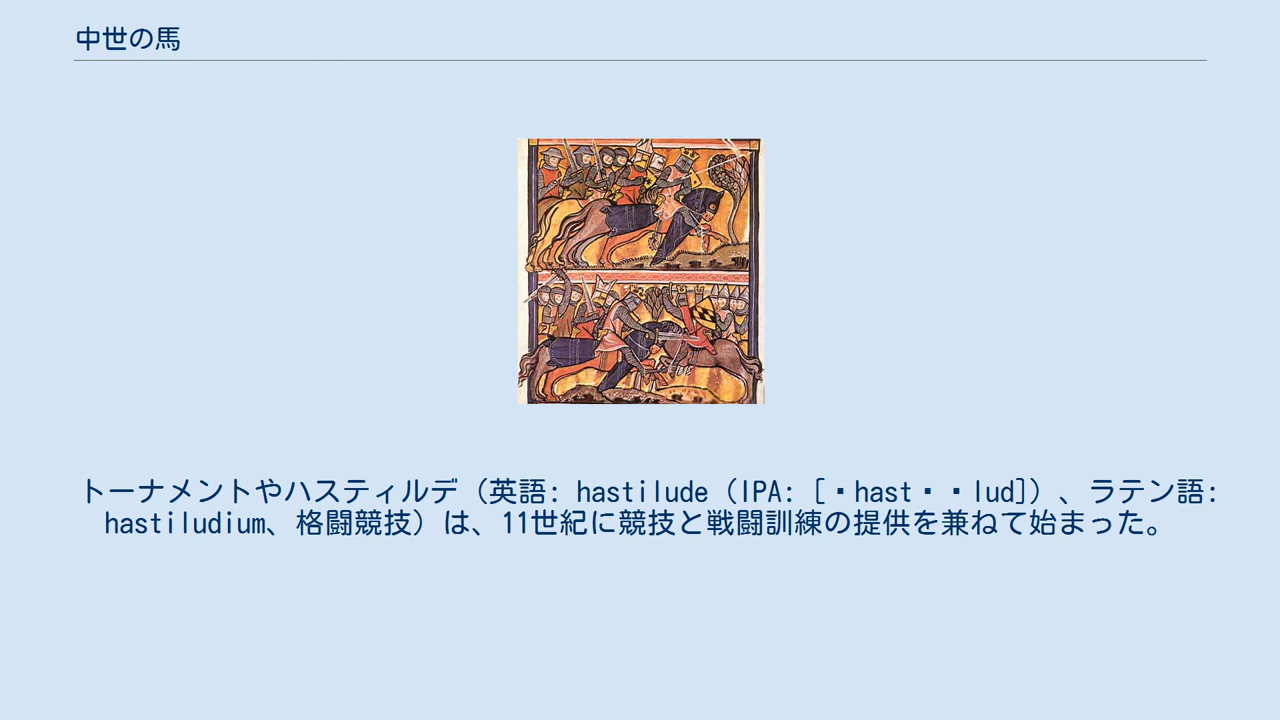 中世の馬
トーナメントやハスティルデ（英語: hastilude（IPA: [▪hast▪▪lud]）、ラテン語:
hastiludium、格闘競技）は、11世紀に競技と戦闘訓練の提供を兼ねて始まった。